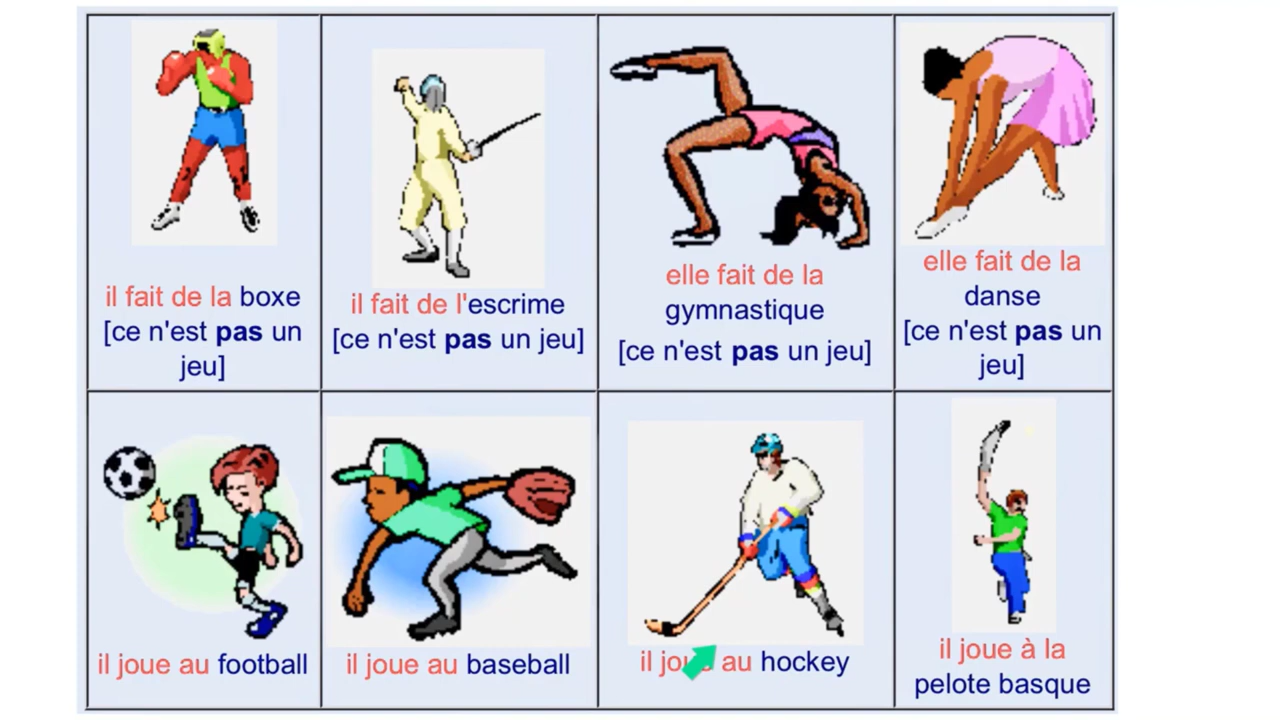 il fait de la boxe
[ce n'est pas un
jeu]
il fait de l'escrime
[ce n'est pas un jeu]
elle fait de la
gymnastique
[ce n'est pas un jeu]
elle fait de la
danse
[ce n'est pas un
jeu]
il joue au football
il joue au baseball
il joue au hockey
il joue à la
pelote basque